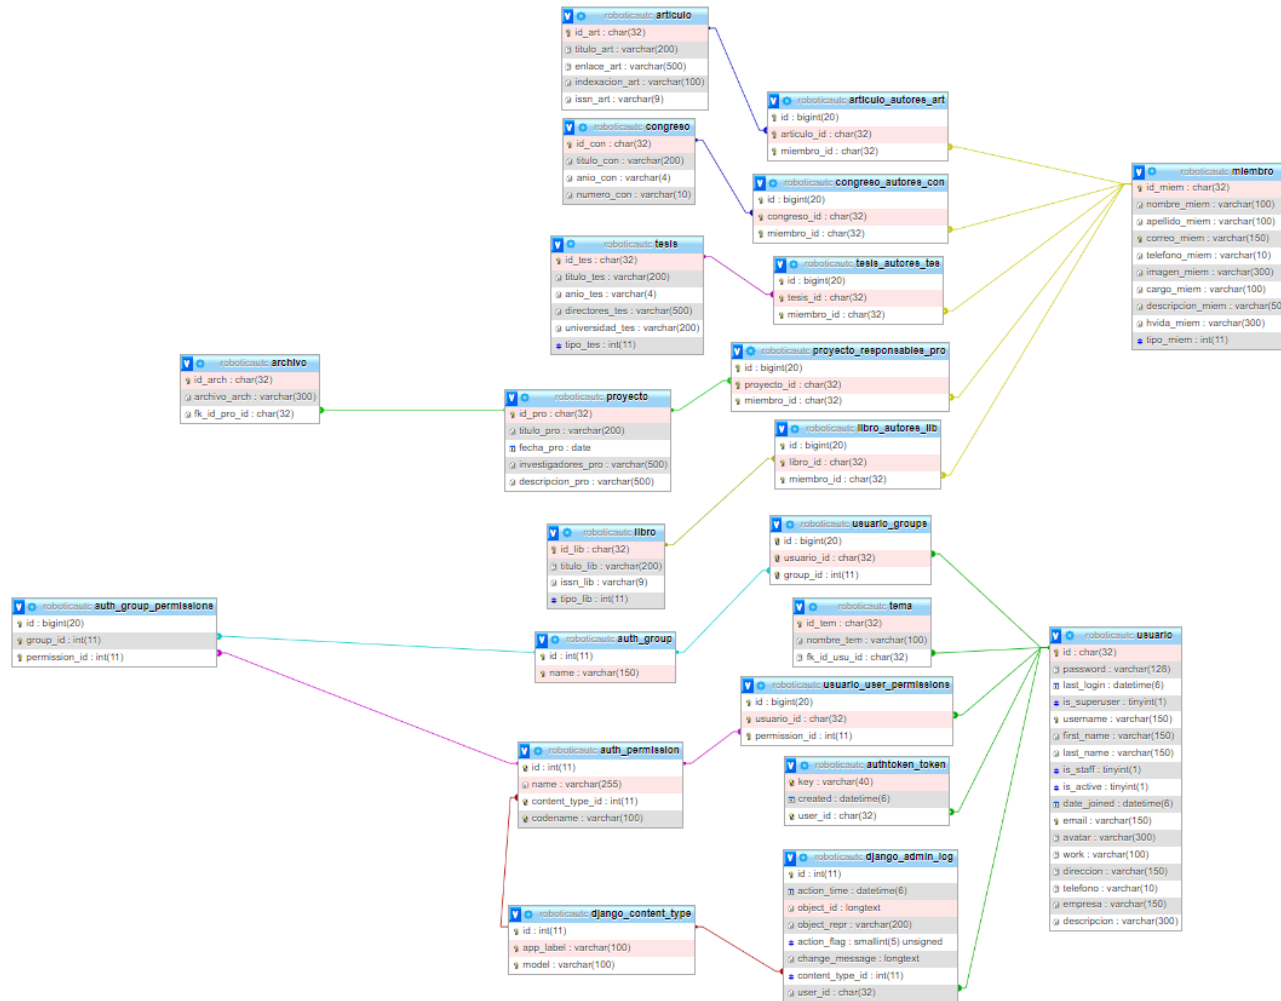 roboticautc articulo
id_art : char(32)
titulo_art : varchar(200)
enlace_art : varchar(500)
indexacion_art : varchar(100)
issn_art : varchar(9)
roboticautc articulo_autores_art
id : bigint(20)
articulo_id : char(32)
miembro_id : char(32)
roboticautc congreso
id_con : char(32)
titulo_con : varchar(200)
anio_con : varchar(4)
numero_con : varchar(10)
roboticautc miembro
id_miem : char(32)
nombre_miem : varchar(100)
apellido_miem : varchar(100)
correo_miem : varchar(150)
telefono_miem : varchar(10)
imagen_miem : varchar(300)
cargo_miem : varchar(100)
descripcion_miem : varchar(50
hvida_miem : varchar(300)
tipo_miem : int(11)
roboticautc congreso_autores_con
id : bigint(20)
congreso_id : char(32)
miembro_id : char(32)
roboticautc tesis
id_tes : char(32)
titulo_tes : varchar(200)
anio_tes : varchar(4)
directores_tes : varchar(500)
universidad_tes : varchar(200)
tipo_tes : int(11)
roboticautc tesis_autores_tes
id : bigint(20)
tesis_id : char(32)
miembro_id : char(32)
roboticautc archivo
id_arch : char(32)
archivo_arch : varchar(300)
fk_id_pro_id : char(32)
roboticautc proyecto_responsables_pro
id : bigint(20)
proyecto_id : char(32)
miembro_id : char(32)
roboticautc proyecto
id_pro : char(32)
titulo_pro : varchar(200)
fecha_pro : date
investigadores_pro : varchar(500)
descripcion_pro : varchar(500)
roboticautc libro_autores_lib
id : bigint(20)
libro_id : char(32)
miembro_id : char(32)
roboticautc libro
id_lib : char(32)
titulo_lib : varchar(200)
issn_lib : varchar(9)
tipo_lib : int(11)
roboticautc usuario_groups
id : bigint(20)
usuario_id : char(32)
group_id : int(11)
roboticautc auth_group_permissions
id : bigint(20)
group_id : int(11)
permission_id : int(11)
roboticautc tema
id_tem : char(32)
nombre_tem : varchar(100)
fk_id_usu_id : char(32)
roboticautc auth_group
id : int(11)
name : varchar(150)
roboticautc usuario
id : char(32)
password : varchar(128)
last_login : datetime(6)
is_superuser : tinyint(1)
username : varchar(150)
first_name : varchar(150)
last_name : varchar(150)
is_staff : tinyint(1)
is_active : tinyint(1)
date_joined : datetime(6)
email : varchar(150)
avatar : varchar(300)
work : varchar(100)
direccion : varchar(150)
telefono : varchar(10)
empresa : varchar(150)
descripcion : varchar(300)
roboticautc usuario_user_permissions
id : bigint(20)
usuario_id : char(32)
permission_id : int(11)
roboticautc auth_permission
id : int(11)
name : varchar(255)
content_type_id : int(11)
codename : varchar(100)
roboticautc authtoken_token
key : varchar(40)
created : datetime(6)
user_id : char(32)
roboticautc django_admin_log
id : int(11)
action_time : datetime(6)
object_id : longtext
object_repr : varchar(200)
action_flag : smallint(5) unsigned
change_message : longtext
content_type_id : int(11)
user_id : char(32)
roboticautc django_content_type
id : int(11)
app_label : varchar(100)
model : varchar(100)